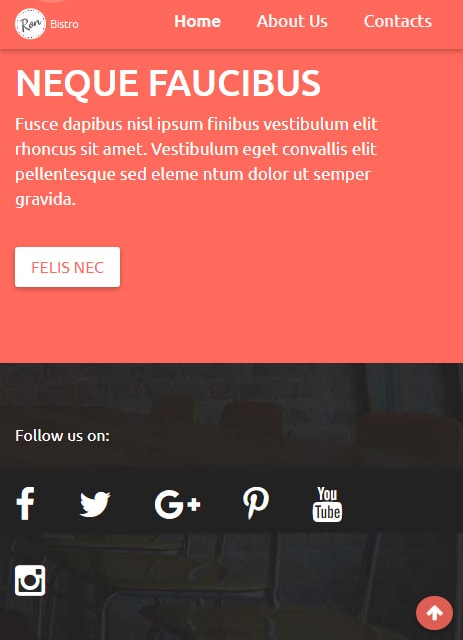 Ron Bistro Home About Us Contacts
NEQUE FAUCIBUS
Fusce dapibus nisl ipsum finibus vestibulum elit
rhoncus sit amet. Vestibulum eget convallis elit
pellentesque sed eleme ntum dolor ut semper
gravida.
FELIS NEC
Follow us on:
f G+ You
Tube